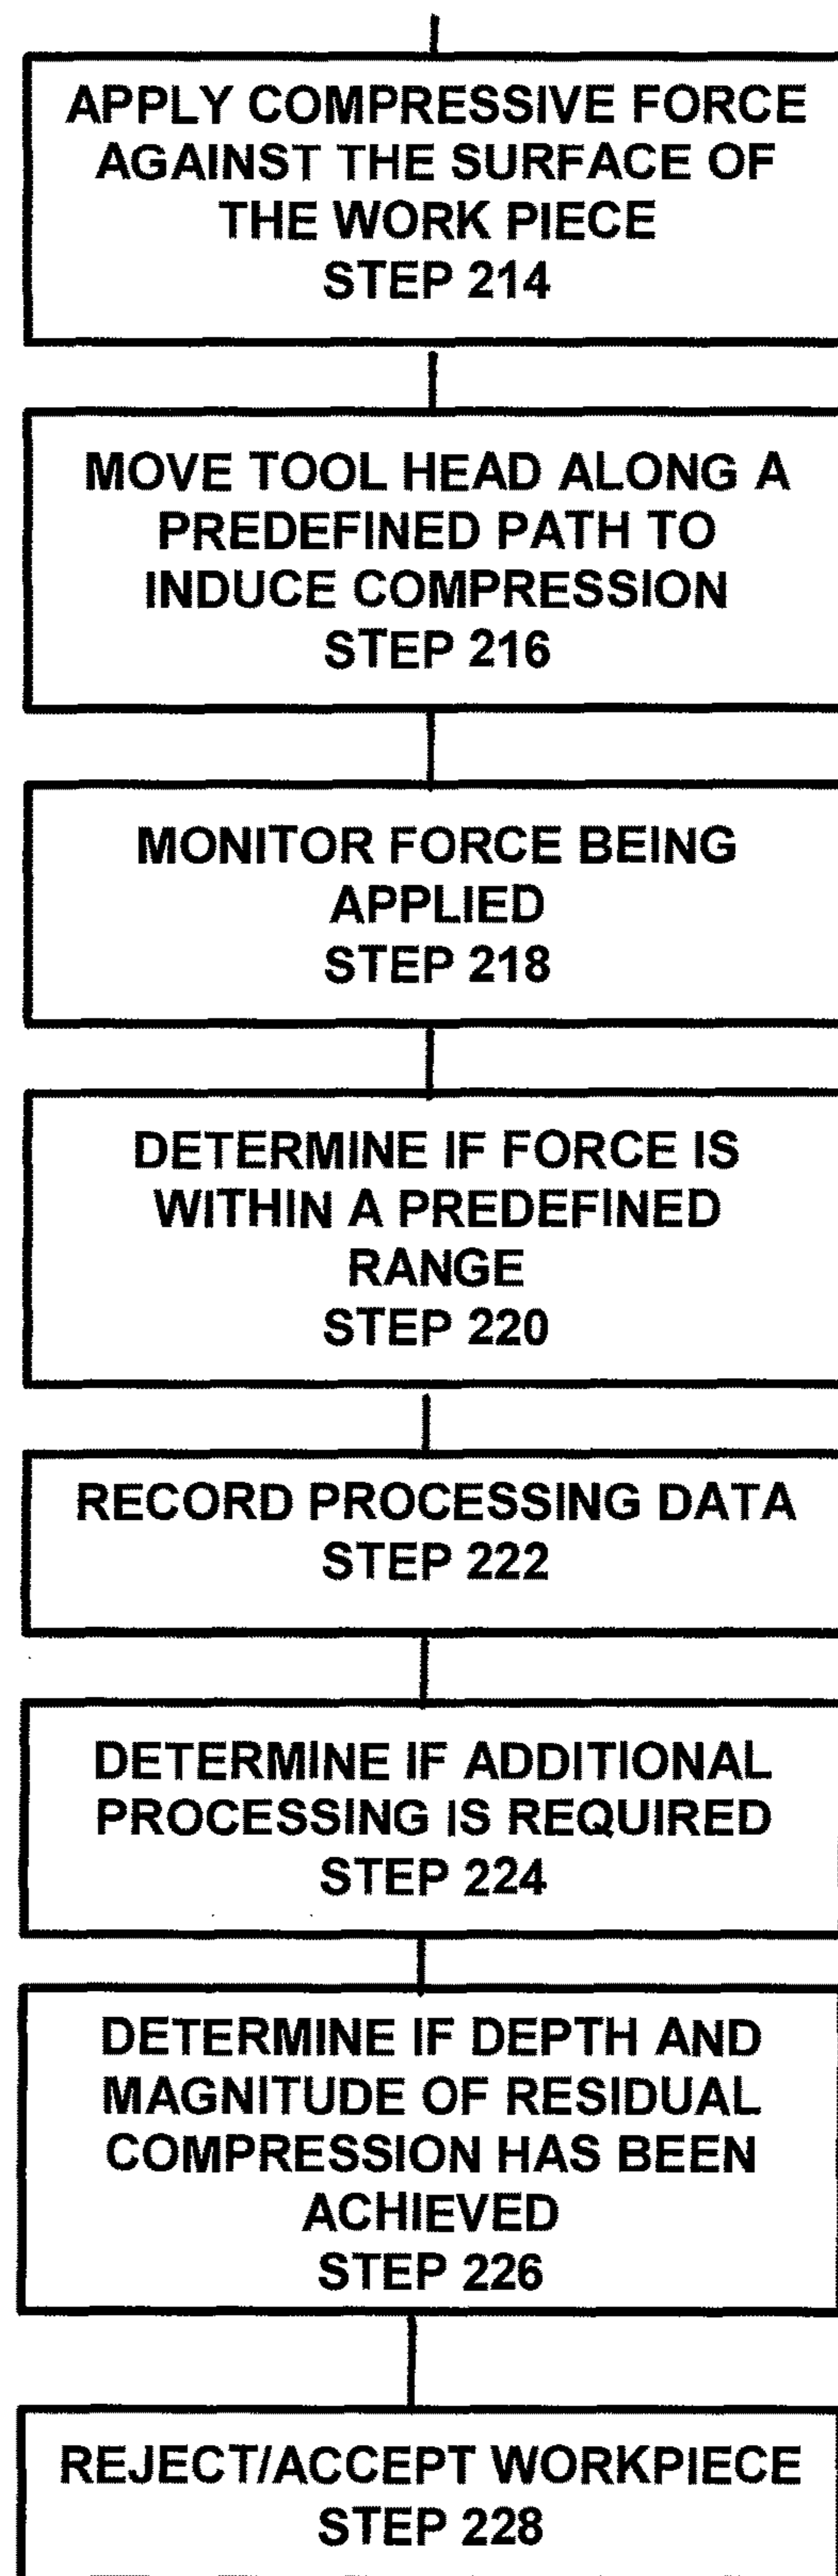 APPLY COMPRESSIVE FORCE
AGAINST THE SURFACE OF
THE WORK PIECE
STEP 214
MOVE TOOL HEAD ALONG A
PREDEFINED PATH TO
INDUCE COMPRESSION
STEP 216
MONITOR FORCE BEING
APPLIED
STEP 218
DETERMINE IF FORCE IS
WITHIN A PREDEFINED
RANGE
STEP 220
RECORD PROCESSING DATA
STEP 222
DETERMINE IF ADDITIONAL
PROCESSING IS REQUIRED
STEP 224
DETERMINE IF DEPTH AND
MAGNITUDE OF RESIDUAL
COMPRESSION HAS BEEN
ACHIEVED
STEP 226
REJECT/ACCEPT WORKPIECE
STEP 228